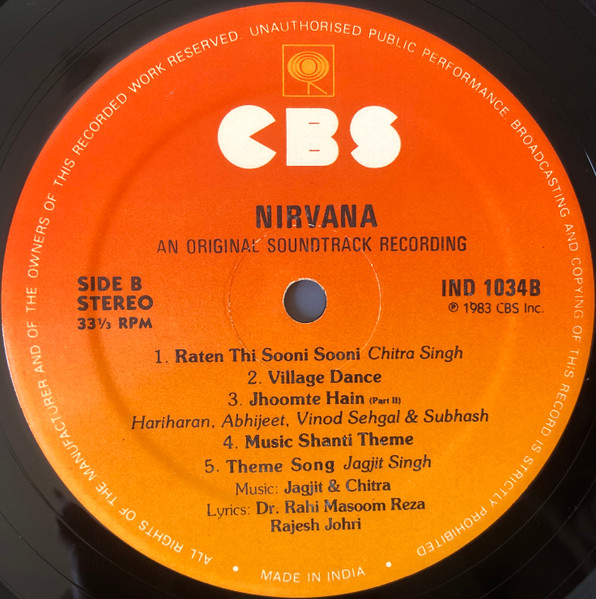 ALL RIGHTS OF THE MANUFACTURER AND OF THE OWNERS OF THIS RECORDED WORK RESERVED. UNAUTHORISED PUBLIC PERFORMANCE BROADCASTING AND COPYING OF THIS RECORD IS STRICTLY PROHIBITED
CBS
NIRVANA
AN ORIGINAL SOUNDTRACK RECORDING
SIDE B
STEREO
33⅓ RPM
IND 1034B
℗ 1983 CBS Inc.
1. Raten Thi Sooni Sooni Chitra Singh
2. Village Dance
3. Jhoomte Hain (Part II)
Hariharan, Abhijeet, Vinod Sehgal & Subhash
4. Music Shanti Theme
5. Theme Song Jagjit Singh
Music: Jagjit & Chitra
Lyrics: Dr. Rahi Masoom Reza
Rajesh Johri
• MADE IN INDIA •